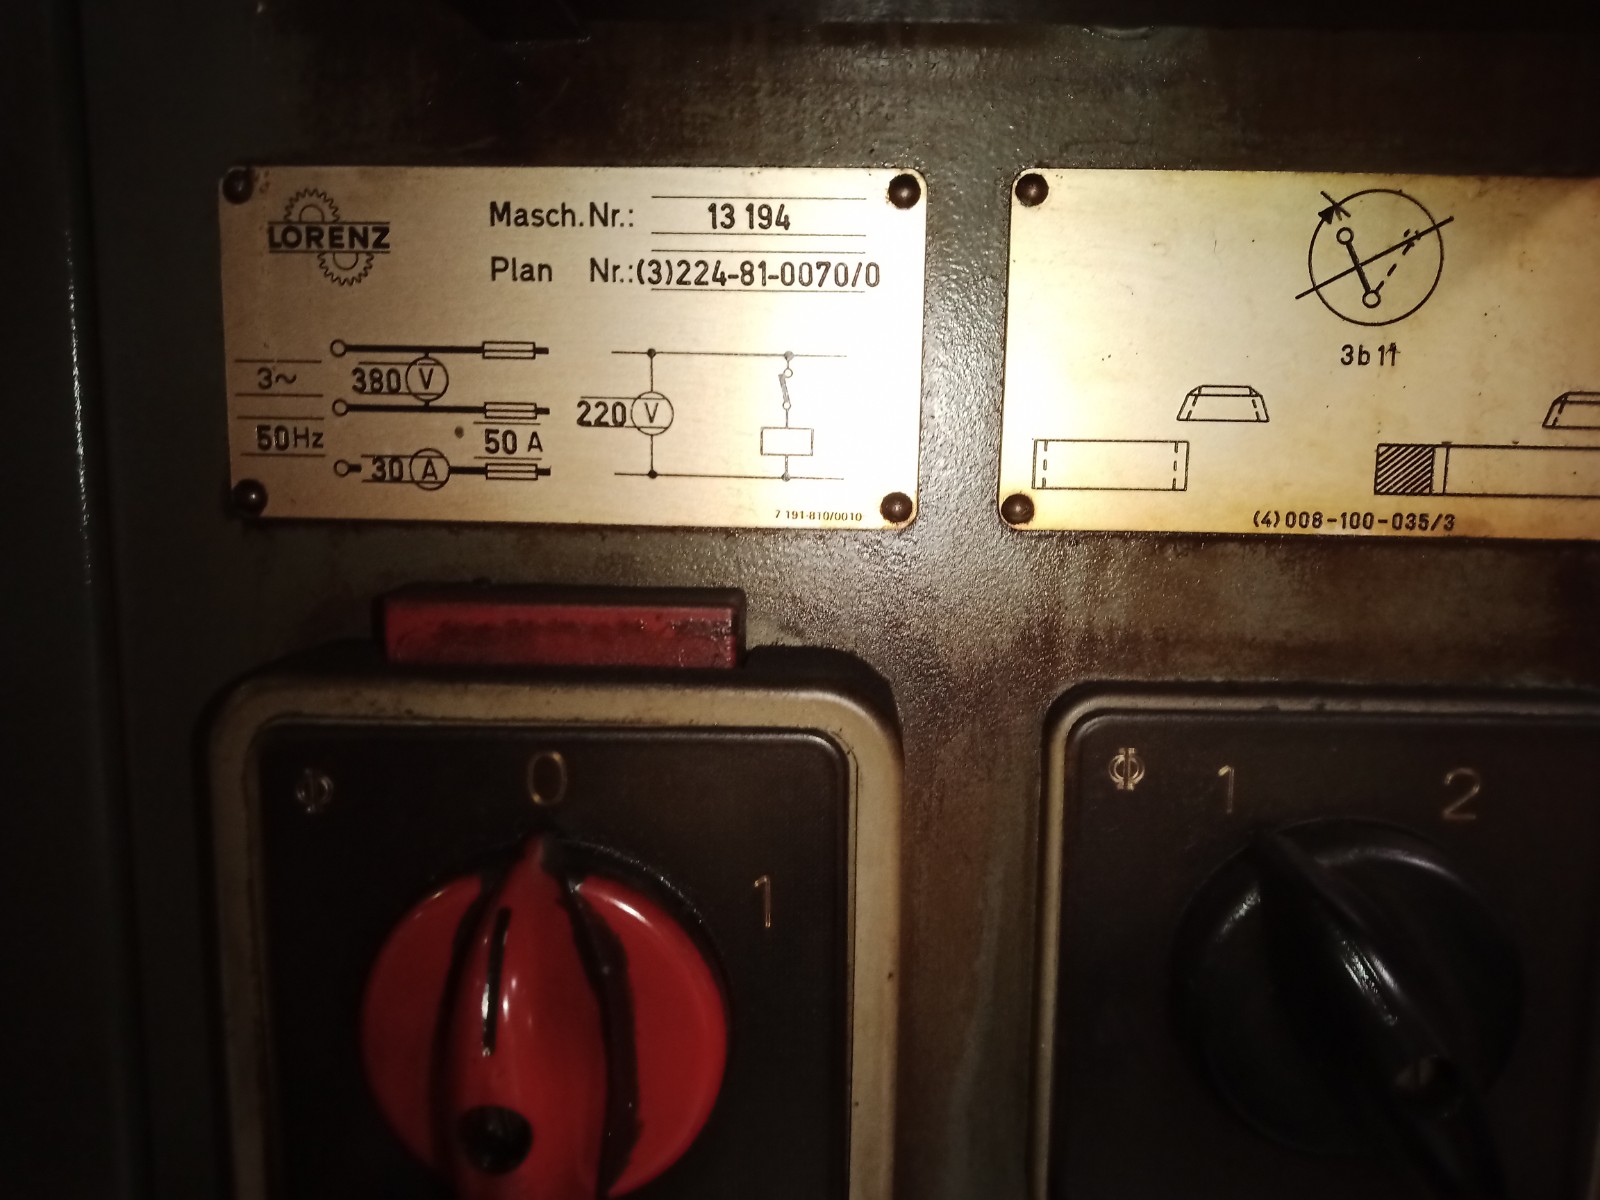 LORENZ
Masch.Nr.: 13 194
Plan Nr.:(3)224-81-0070/0
3~ 380 V
220 V
50Hz 50 A
30 A
7 191-810/0010
3b 11
(4)008-100-035/3
0
1
1 2